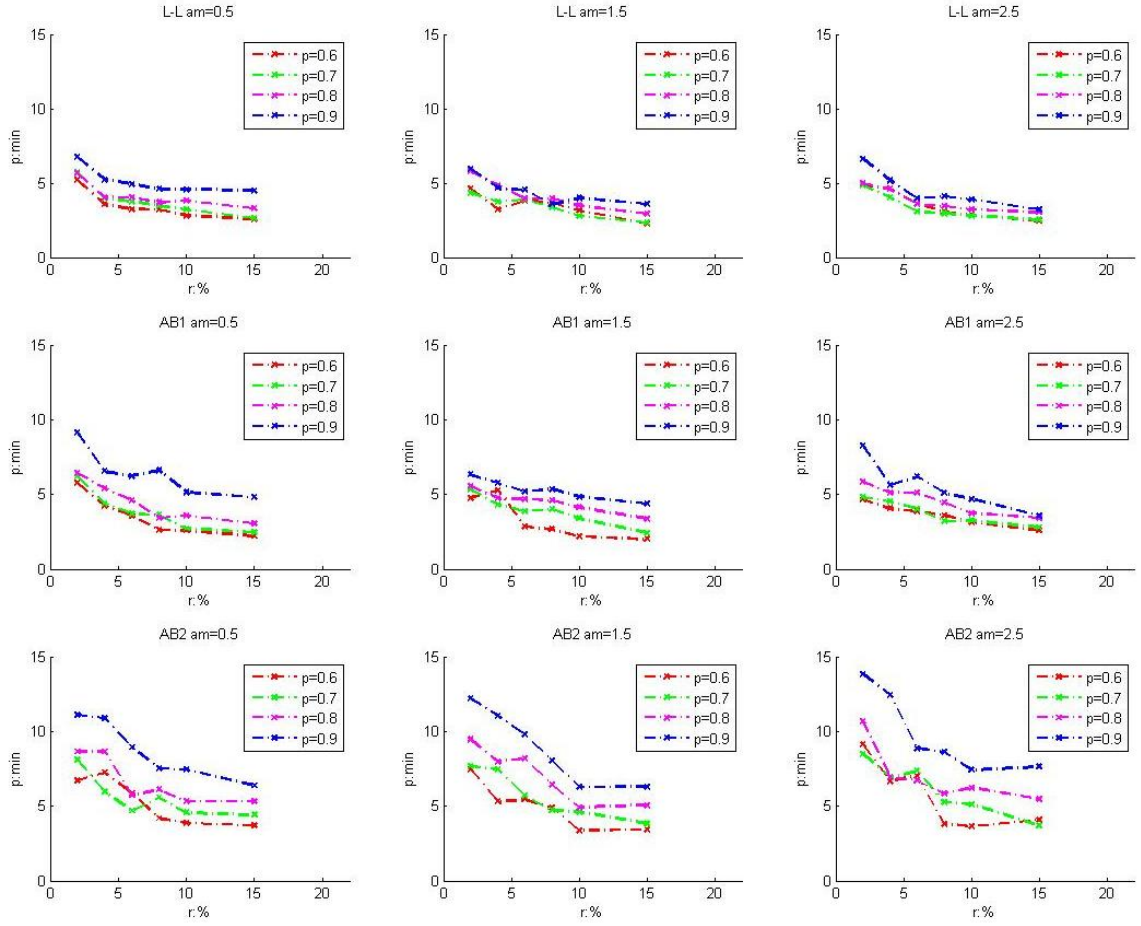 L-L am=0.5
15
10
5
0
p:min
0 5 10 15 20
r:%
p=0.6
p=0.7
p=0.8
p=0.9
L-L am=1.5
15
10
5
0
p:min
0 5 10 15 20
r:%
p=0.6
p=0.7
p=0.8
p=0.9
L-L am=2.5
15
10
5
0
p:min
0 5 10 15 20
r:%
p=0.6
p=0.7
p=0.8
p=0.9
AB1 am=0.5
15
10
5
0
p:min
0 5 10 15 20
r:%
p=0.6
p=0.7
p=0.8
p=0.9
AB1 am=1.5
15
10
5
0
p:min
0 5 10 15 20
r:%
p=0.6
p=0.7
p=0.8
p=0.9
AB1 am=2.5
15
10
5
0
p:min
0 5 10 15 20
r:%
p=0.6
p=0.7
p=0.8
p=0.9
AB2 am=0.5
15
10
5
0
p:min
0 5 10 15 20
r:%
p=0.6
p=0.7
p=0.8
p=0.9
AB2 am=1.5
15
10
5
0
p:min
0 5 10 15 20
r:%
p=0.6
p=0.7
p=0.8
p=0.9
AB2 am=2.5
15
10
5
0
p:min
0 5 10 15 20
r:%
p=0.6
p=0.7
p=0.8
p=0.9